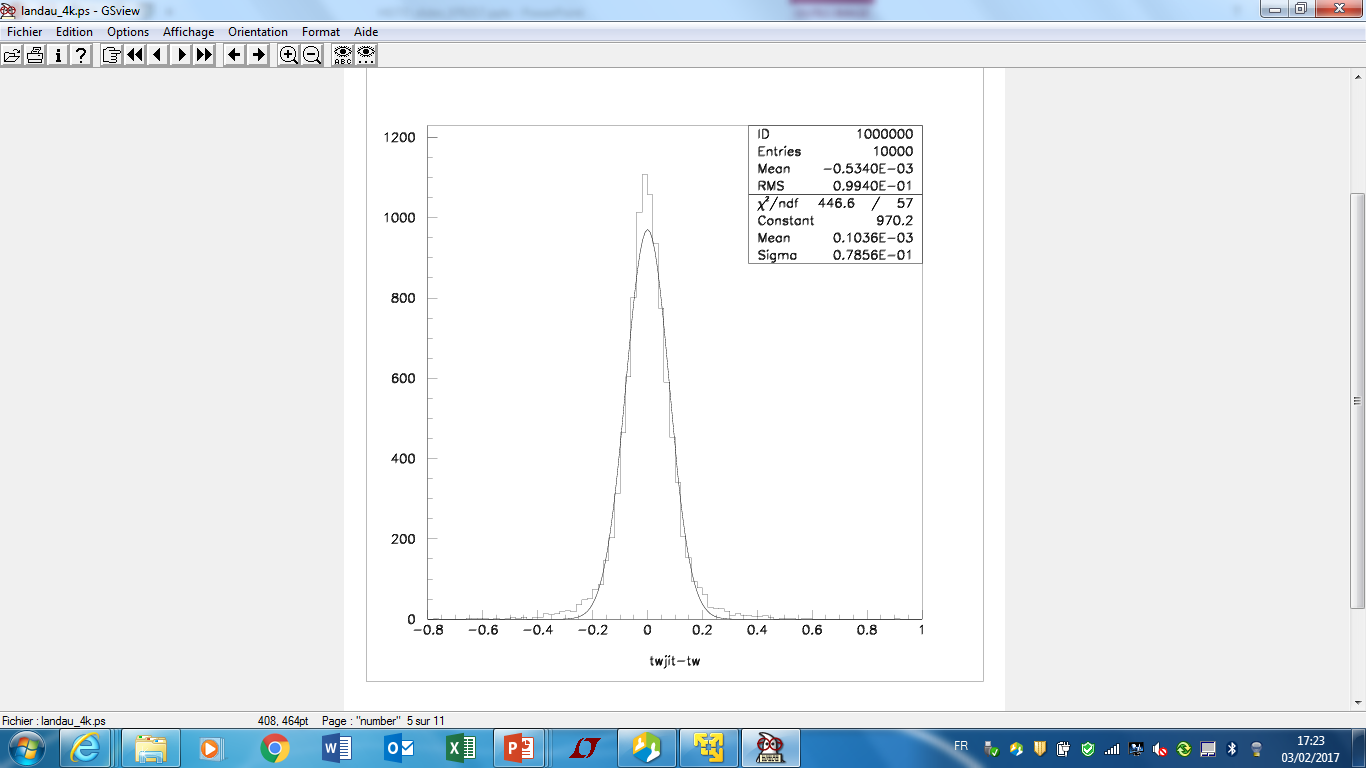 landau_4k.ps - GSview
Fichier Edition Options Affichage Orientation Format Aide
ABC
ID 1000000
Entries 10000
Mean -0.5340E-03
RMS 0.9940E-01
χ²/ndf 446.6 / 57
Constant 970.2
Mean 0.1036E-03
Sigma 0.7856E-01
1200
1000
800
600
400
200
0
-0.8 -0.6 -0.4 -0.2 0 0.2 0.4 0.6 0.8 1
twjit-tw
Fichier : landau_4k.ps 408, 464pt Page : "number" 5 sur 11
FR
17:23
03/02/2017